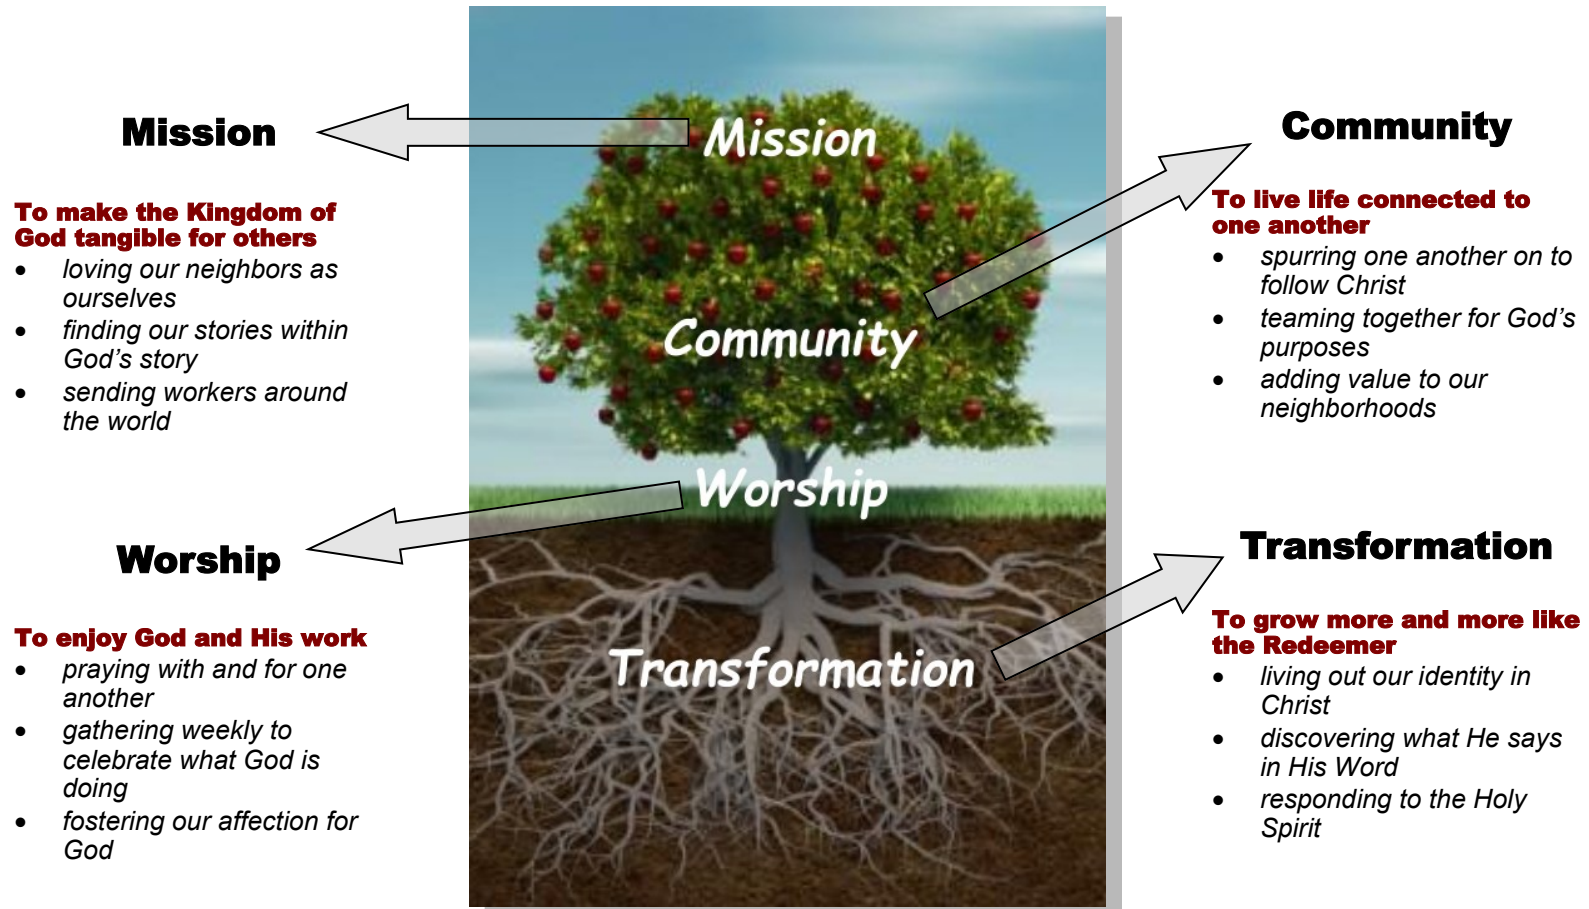 Mission
To make the Kingdom of
God tangible for others
• loving our neighbors as
ourselves
• finding our stories within
God's story
• sending workers around
the world
Worship
To enjoy God and His work
• praying with and for one
another
• gathering weekly to
celebrate what God is
doing
• fostering our affection for
God
Mission
Community
Worship
Transformation
Community
To live life connected to
one another
• spurring one another on to
follow Christ
• teaming together for God's
purposes
• adding value to our
neighborhoods
Transformation
To grow more and more like
the Redeemer
• living out our identity in
Christ
• discovering what He says
in His Word
• responding to the Holy
Spirit